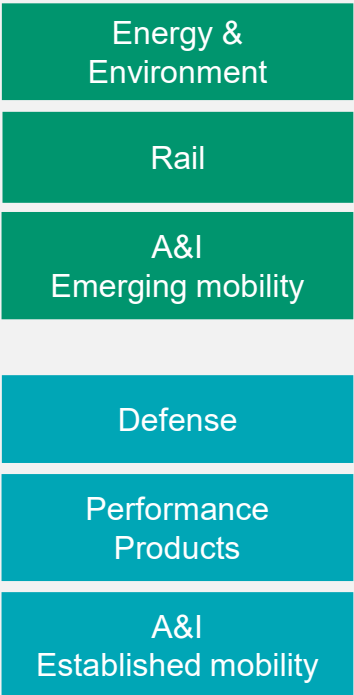 Energy &
Environment
Rail
A&I
Emerging mobility
Defense
Performance
Products
A&I
Established mobility